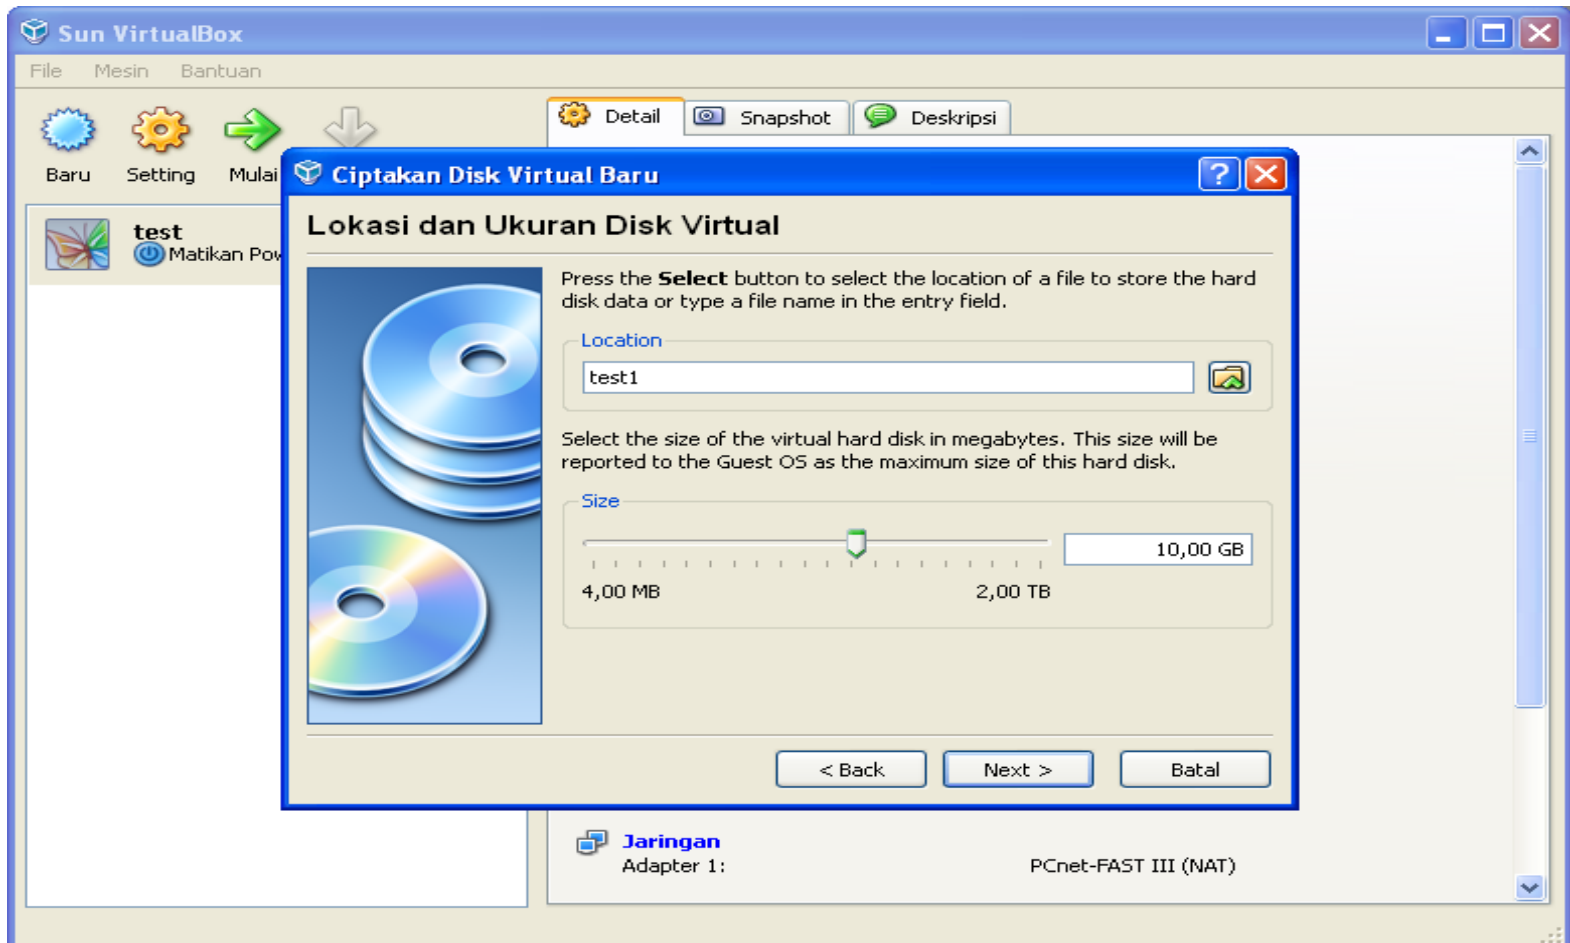 Sun VirtualBox
File Mesin Bantuan
Baru Setting Mulai
Detail Snapshot Deskripsi
test
Matikan
Ciptakan Disk Virtual Baru
Lokasi dan Ukuran Disk Virtual
Press the Select button to select the location of a file to store the hard
disk data or type a file name in the entry field.
Location
test1
Select the size of the virtual hard disk in megabytes. This size will be
reported to the Guest OS as the maximum size of this hard disk.
Size
10,00 GB
4,00 MB 2,00 TB
< Back Next > Batal
Jaringan
Adapter 1: PCnet-FAST III (NAT)